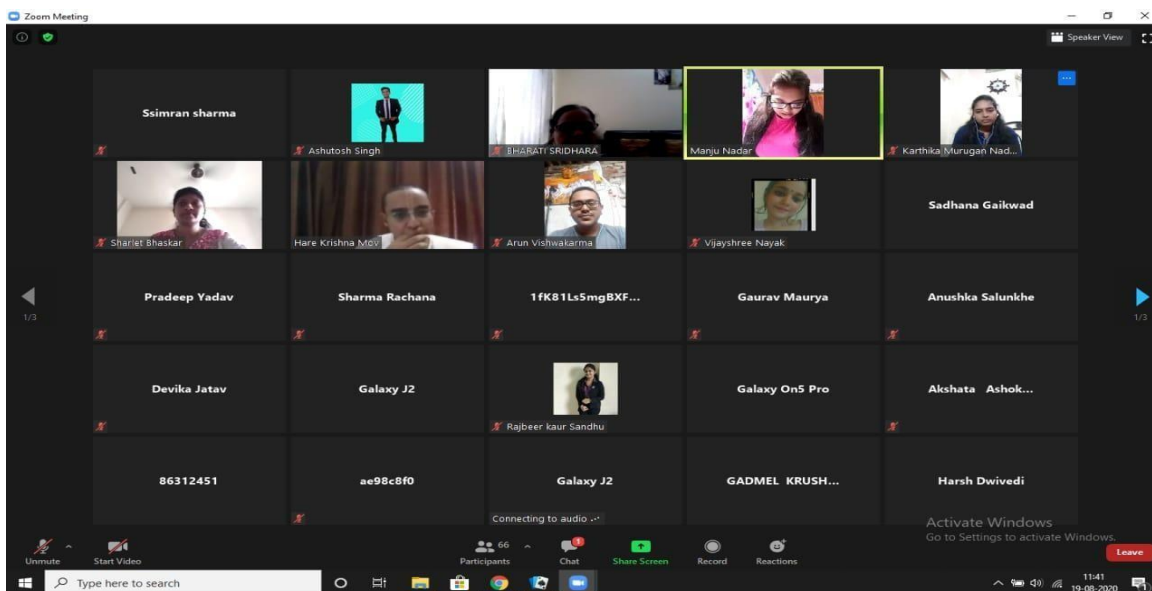 Zoom Meeting
Speaker View
Ssimran sharma
Ashutosh Singh
BHARATI SRIDHARA
Manju Nadar
Karthika Murugan Nad...
Sharlet Bhaskar
Hare Krishna Mov
Arun Vishwakarma
Vijayshree Nayak
Sadhana Gaikwad
Pradeep Yadav
Sharma Rachana
1fK81Ls5mgBXF...
Gaurav Maurya
Anushka Salunkhe
1/3
1/3
Devika Jatav
Galaxy J2
Rajbeer kaur Sandhu
Galaxy On5 Pro
Akshata Ashok...
86312451
ae98c8f0
Galaxy J2
Connecting to audio
GADMEL KRUSH...
Harsh Dwivedi
Activate Windows
Go to Settings to activate Windows.
Unmute
Start Video
66
Participants
1
Chat
Share Screen
Record
Reactions
Leave
Type here to search
11:41
19-08-2020